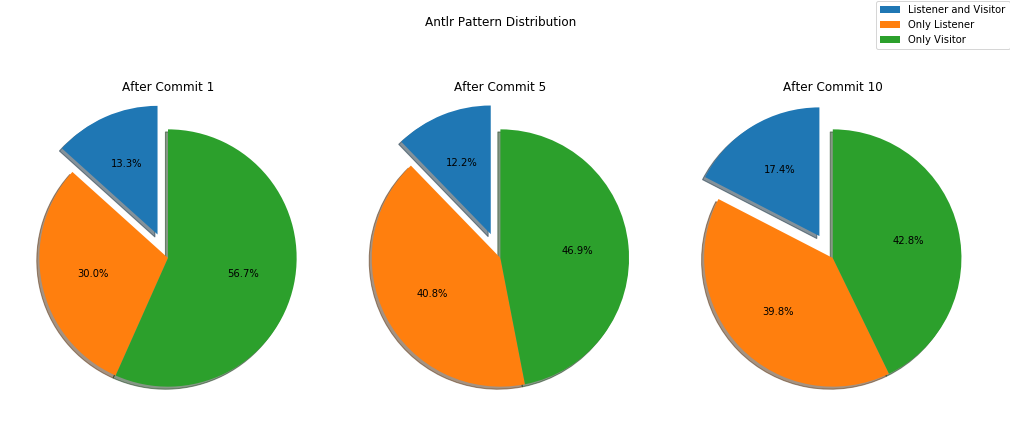 Antlr Pattern Distribution
Listener and Visitor
Only Listener
Only Visitor
After Commit 1
13.3%
30.0%
56.7%
After Commit 5
12.2%
40.8%
46.9%
After Commit 10
17.4%
39.8%
42.8%